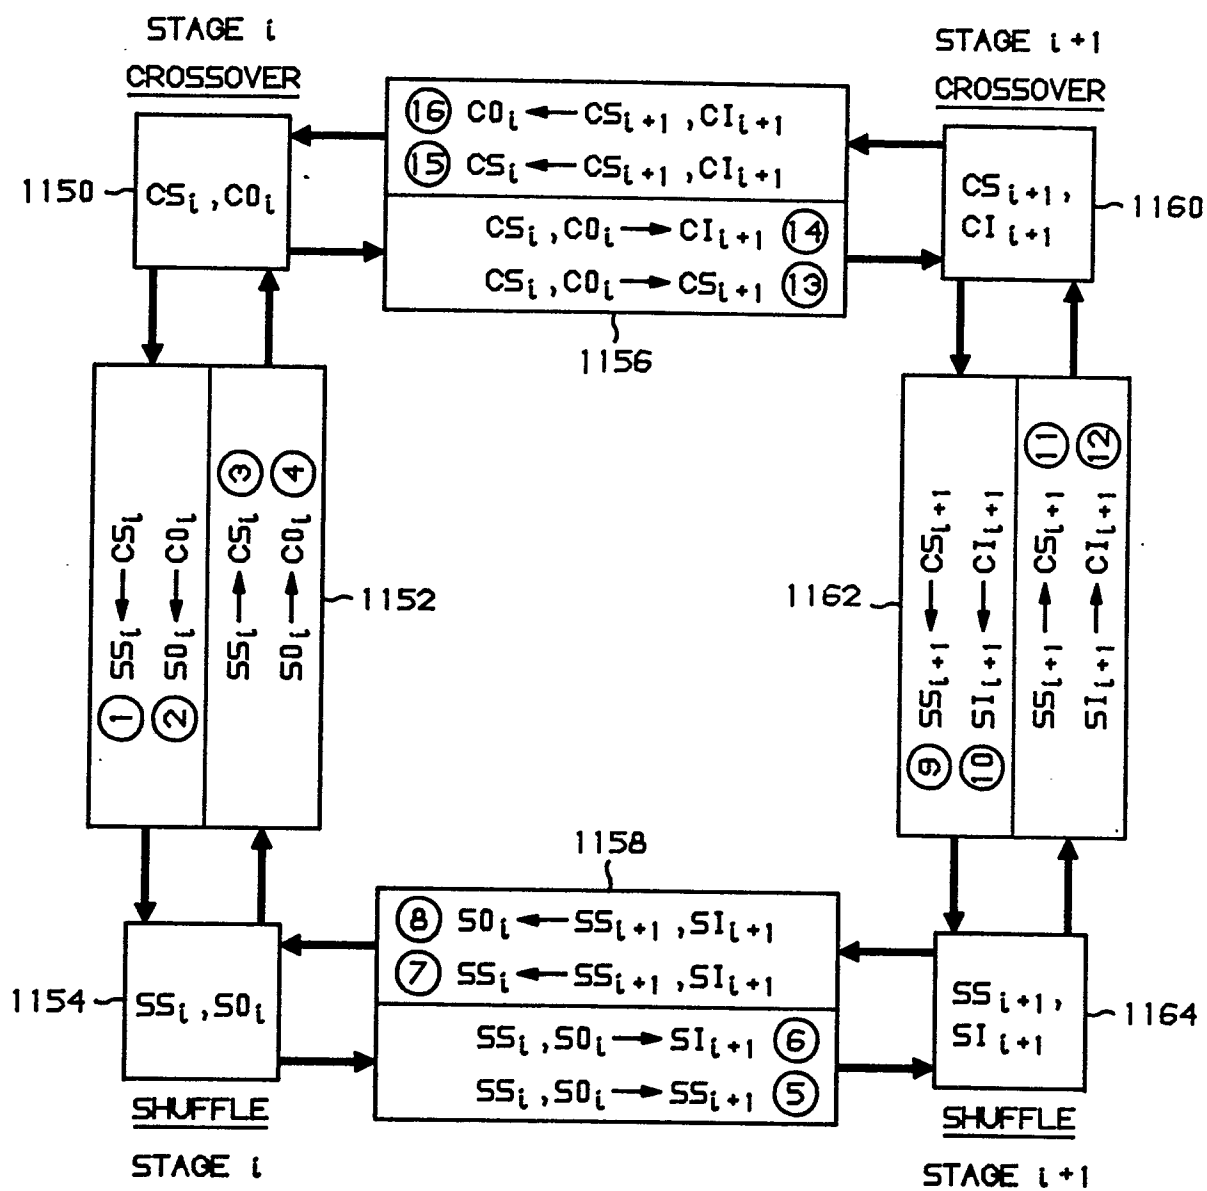 STAGE i
CROSSOVER
STAGE i+1
CROSSOVER
1150
CSᵢ,COᵢ
⑯ COᵢ ← CSᵢ₊₁,CIᵢ₊₁
⑮ CSᵢ ← CSᵢ₊₁,CIᵢ₊₁
CSᵢ,COᵢ → CIᵢ₊₁ ⑭
CSᵢ,COᵢ → CSᵢ₊₁ ⑬
1156
CSᵢ₊₁,
CIᵢ₊₁
1160
① SSᵢ ← CSᵢ
② SOᵢ ← COᵢ
SSᵢ → CSᵢ ③
SOᵢ → COᵢ ④
1152
1162
⑨ SSᵢ₊₁ ← CSᵢ₊₁
⑩ SIᵢ₊₁ ← CIᵢ₊₁
SSᵢ₊₁ → CSᵢ₊₁ ⑪
SIᵢ₊₁ → CIᵢ₊₁ ⑫
1158
1154
SSᵢ,SOᵢ
⑧ SOᵢ ← SSᵢ₊₁,SIᵢ₊₁
⑦ SSᵢ ← SSᵢ₊₁,SIᵢ₊₁
SSᵢ,SOᵢ → SIᵢ₊₁ ⑥
SSᵢ,SOᵢ → SSᵢ₊₁ ⑤
SSᵢ₊₁,
SIᵢ₊₁
1164
SHUFFLE
STAGE i
SHUFFLE
STAGE i+1